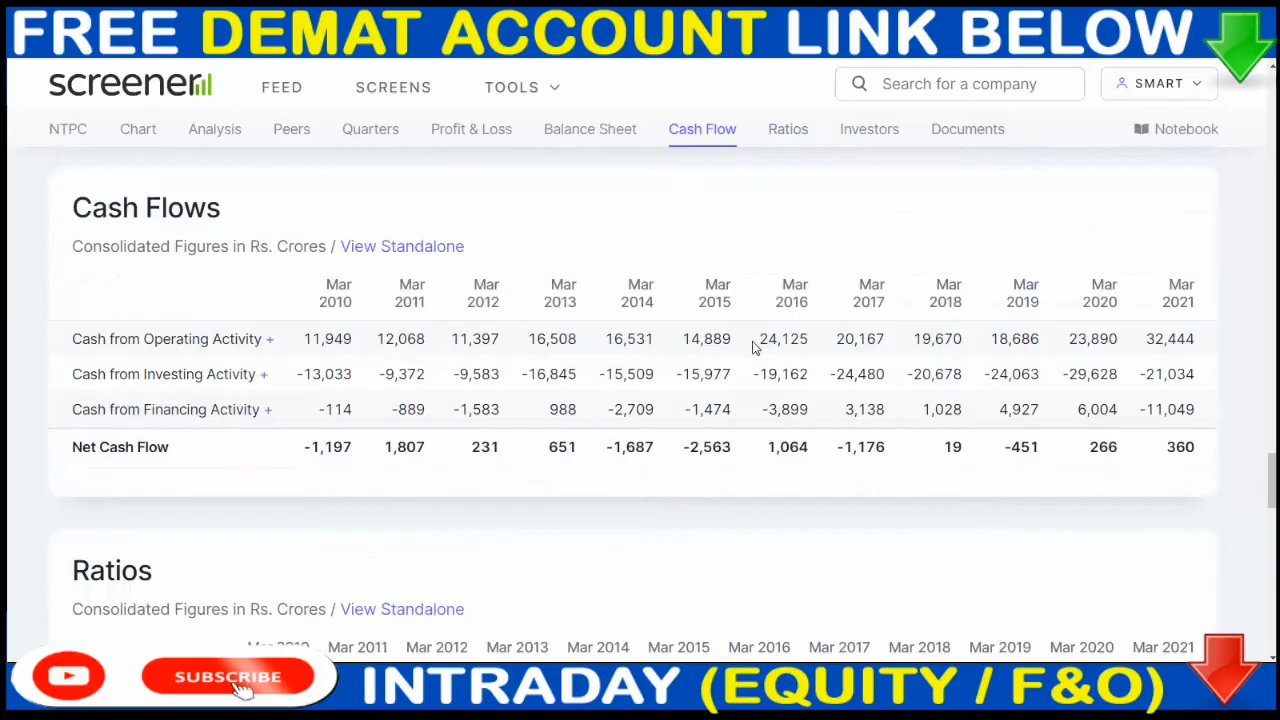 FREE DEMAT ACCOUNT LINK BELOW
screener
FEED SCREENS TOOLS Search for a company SMART
NTPC Chart Analysis Peers Quarters Profit & Loss Balance Sheet Cash Flow Ratios Investors Documents Notebook
Cash Flows
Consolidated Figures in Rs. Crores / View Standalone
Mar Mar Mar Mar Mar Mar Mar Mar Mar Mar Mar Mar
2010 2011 2012 2013 2014 2015 2016 2017 2018 2019 2020 2021
Cash from Operating Activity + 11,949 12,068 11,397 16,508 16,531 14,889 24,125 20,167 19,670 18,686 23,890 32,444
Cash from Investing Activity + -13,033 -9,372 -9,583 -16,845 -15,509 -15,977 -19,162 -24,480 -20,678 -24,063 -29,628 -21,034
Cash from Financing Activity + -114 -889 -1,583 988 -2,709 -1,474 -3,899 3,138 1,028 4,927 6,004 -11,049
Net Cash Flow -1,197 1,807 231 651 -1,687 -2,563 1,064 -1,176 19 -451 266 360
Ratios
Consolidated Figures in Rs. Crores / View Standalone
Mar 2010 Mar 2011 Mar 2012 Mar 2013 Mar 2014 Mar 2015 Mar 2016 Mar 2017 Mar 2018 Mar 2019 Mar 2020 Mar 2021
SUBSCRIBE
INTRADAY (EQUITY / F&O)